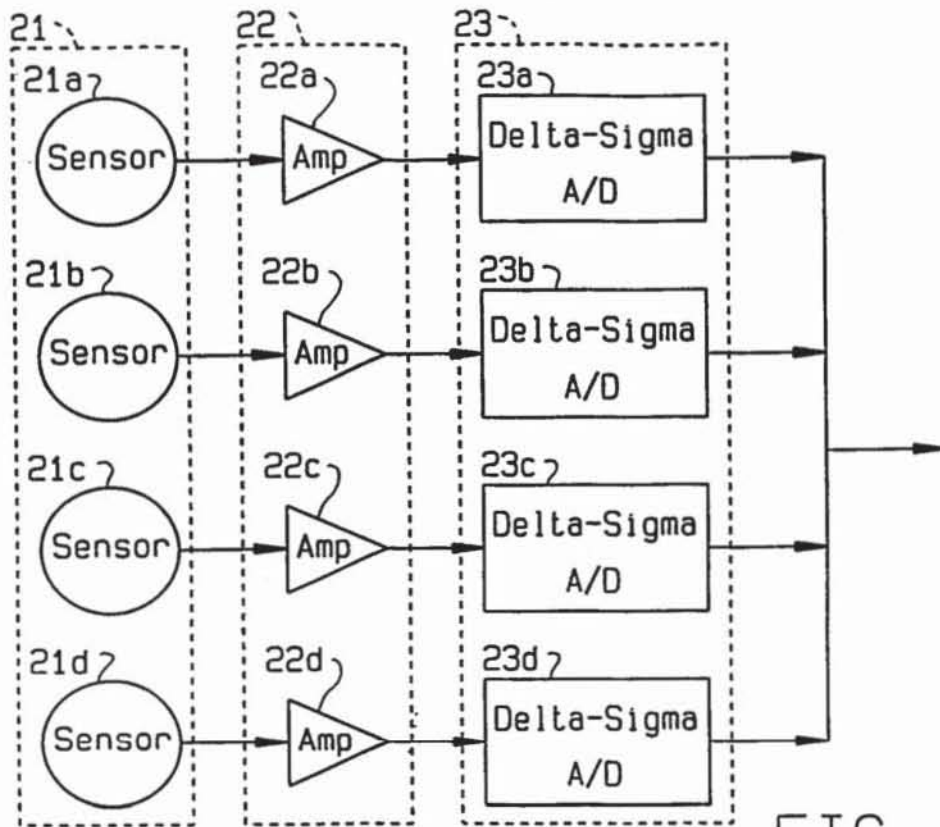 21 22 23
21a 22a 23a
Sensor Amp Delta-Sigma
A/D
21b 22b 23b
Sensor Amp Delta-Sigma
A/D
21c 22c 23c
Sensor Amp Delta-Sigma
A/D
21d 22d 23d
Sensor Amp Delta-Sigma
A/D